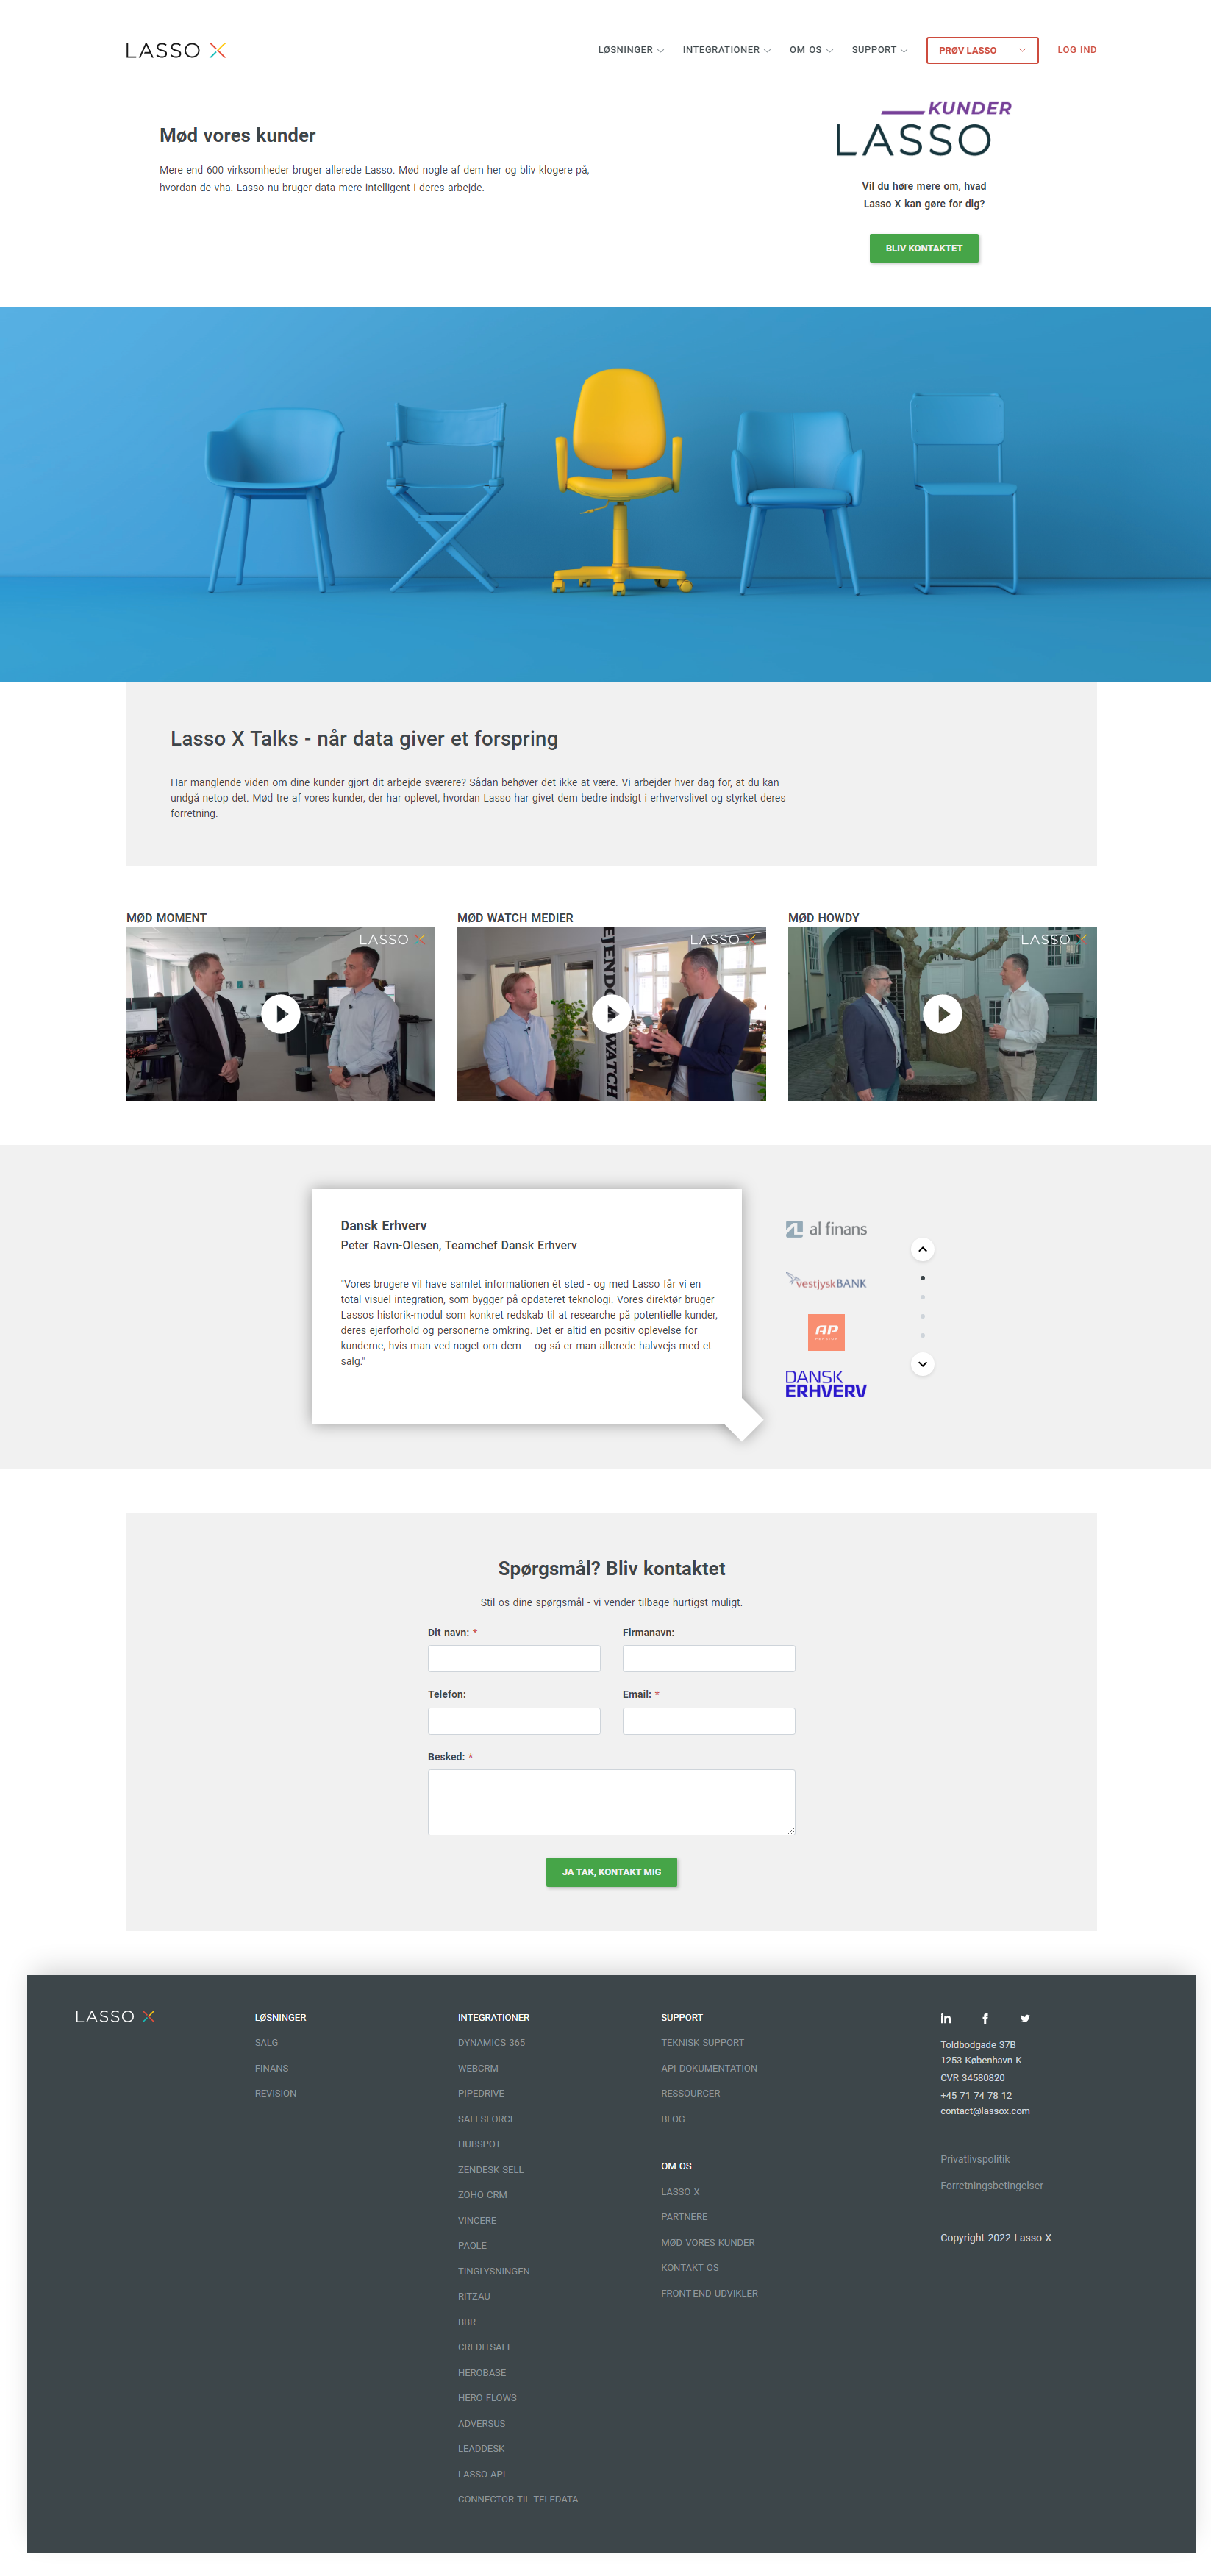 LASSO X
LØSNINGER
INTEGRATIONER
OM OS
SUPPORT
PRØV LASSO
LOG IND
Mød vores kunder
Mere end 600 virksomheder bruger allerede Lasso. Mød nogle af dem her og bliv klogere på,
hvordan de vha. Lasso nu bruger data mere intelligent i deres arbejde.
KUNDER
LASSO
Vil du høre mere om, hvad
Lasso X kan gøre for dig?
BLIV KONTAKTET
Lasso X Talks - når data giver et forspring
Har manglende viden om dine kunder gjort dit arbejde sværere? Sådan behøver det ikke at være. Vi arbejder hver dag for, at du kan
undgå netop det. Mød tre af vores kunder, der har oplevet, hvordan Lasso har givet dem bedre indsigt i erhvervslivet og styrket deres
forretning.
MØD MOMENT
LASSO X
MØD WATCH MEDIER
LASSO X
EJENDO
WATCH
MØD HOWDY
LASSO X
Dansk Erhverv
Peter Ravn-Olesen, Teamchef Dansk Erhverv
"Vores brugere vil have samlet informationen ét sted - og med Lasso får vi en
total visuel integration, som bygger på opdateret teknologi. Vores direktør bruger
Lassos historik-modul som konkret redskab til at researche på potentielle kunder,
deres ejerforhold og personerne omkring. Det er altid en positiv oplevelse for
kunderne, hvis man ved noget om dem – og så er man allerede halvvejs med et
salg."
al finans
vestjyskBANK
AP
PENSION
DANSK
ERHVERV
Spørgsmål? Bliv kontaktet
Stil os dine spørgsmål - vi vender tilbage hurtigst muligt.
Dit navn: *
Firmanavn:
Telefon:
Email: *
Besked: *
JA TAK, KONTAKT MIG
LASSO X
LØSNINGER
SALG
FINANS
REVISION
INTEGRATIONER
DYNAMICS 365
WEBCRM
PIPEDRIVE
SALESFORCE
HUBSPOT
ZENDESK SELL
ZOHO CRM
VINCERE
PAQLE
TINGLYSNINGEN
RITZAU
BBR
CREDITSAFE
HEROBASE
HERO FLOWS
ADVERSUS
LEADDESK
LASSO API
CONNECTOR TIL TELEDATA
SUPPORT
TEKNISK SUPPORT
API DOKUMENTATION
RESSOURCER
BLOG
OM OS
LASSO X
PARTNERE
MØD VORES KUNDER
KONTAKT OS
FRONT-END UDVIKLER
Toldbodgade 37B
1253 København K
CVR 34580820
+45 71 74 78 12
contact@lassox.com
Privatlivspolitik
Forretningsbetingelser
Copyright 2022 Lasso X